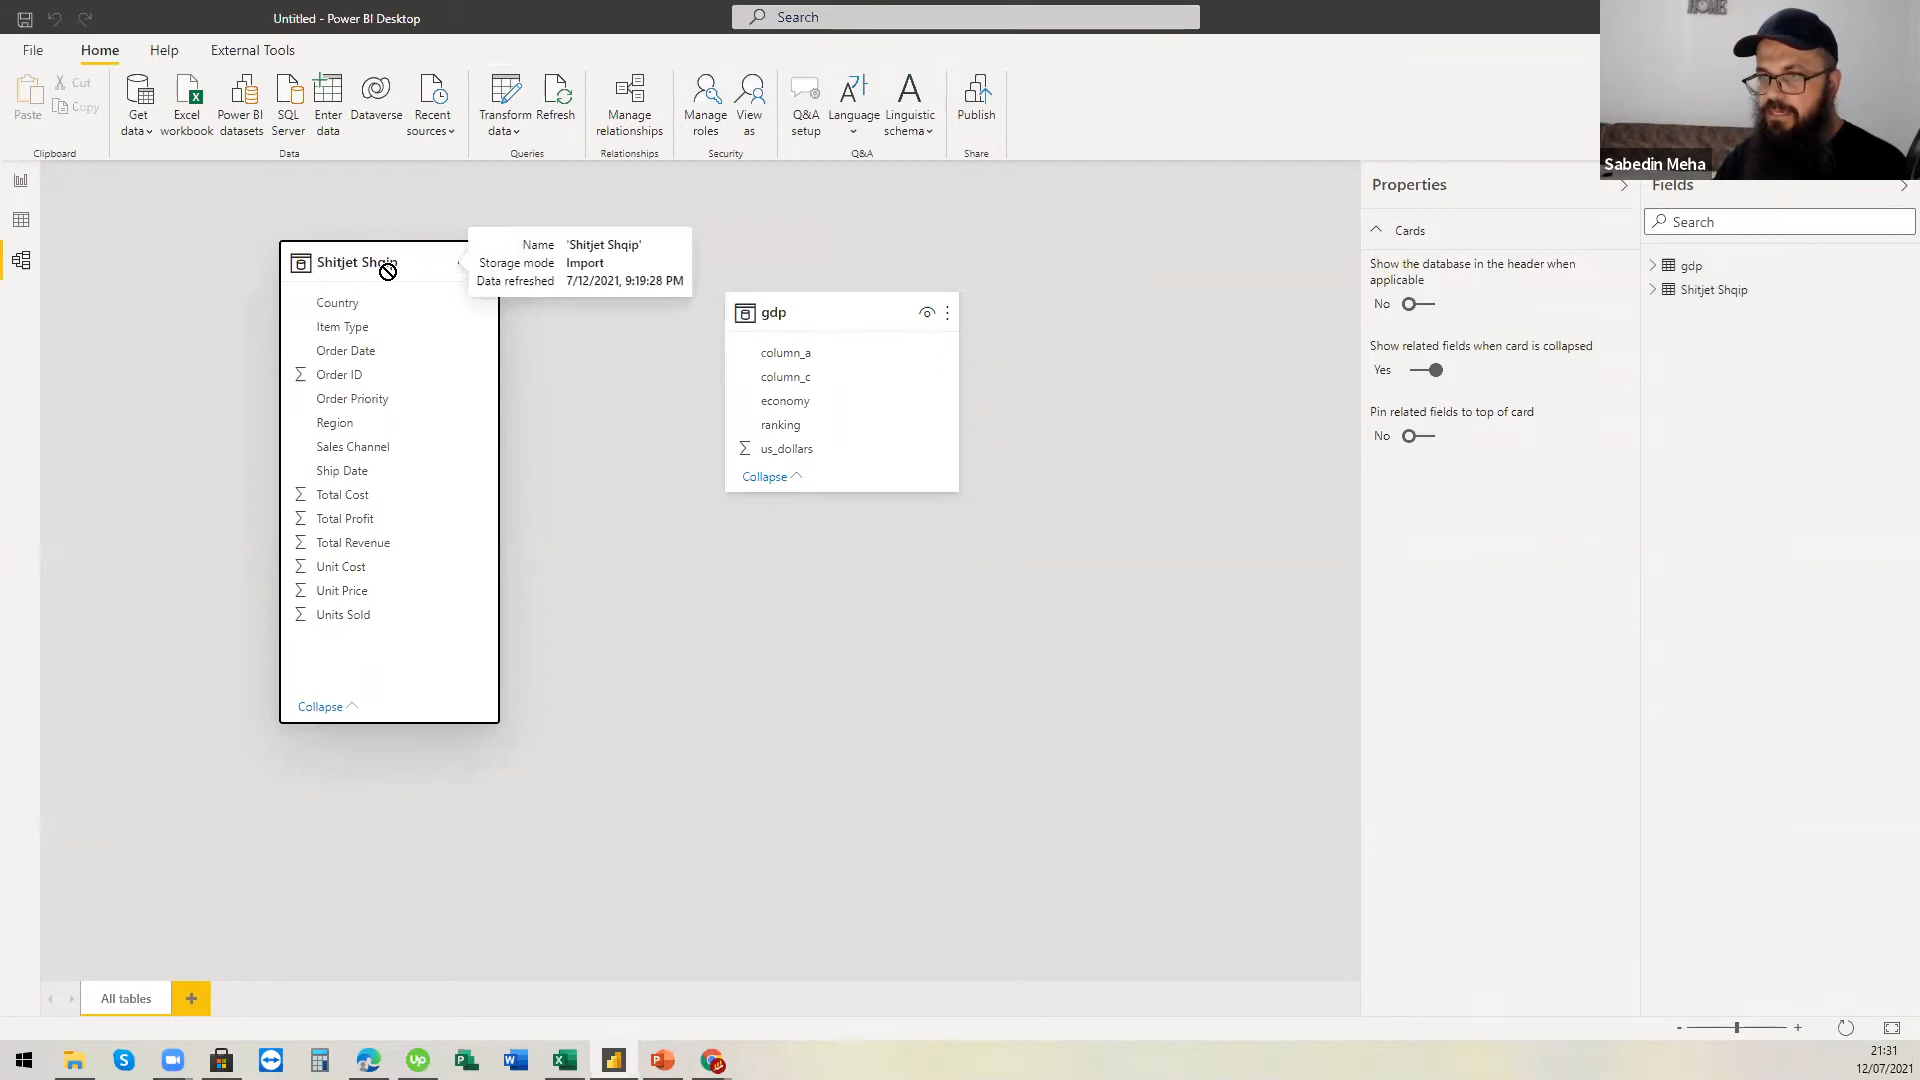 Untitled - Power BI Desktop
Search
HOME
File
Home
Help
External Tools
Paste
Cut
Copy
Get data
Excel workbook
Power BI datasets
SQL Server
Enter data
Dataverse
Recent sources
Transform data
Refresh
Manage relationships
Manage roles
View as
Q&A setup
Language
Linguistic schema
Publish
Clipboard
Data
Queries
Relationships
Security
Q&A
Share
Sabedin Meha
Shitjet Shqip
Country
Item Type
Order Date
Order ID
Order Priority
Region
Sales Channel
Ship Date
Total Cost
Total Profit
Total Revenue
Unit Cost
Unit Price
Units Sold
Collapse
Name 'Shitjet Shqip'
Storage mode Import
Data refreshed 7/12/2021, 9:19:28 PM
gdp
column_a
column_c
economy
ranking
us_dollars
Collapse
Properties
Cards
Show the database in the header when
applicable
No
Show related fields when card is collapsed
Yes
Pin related fields to top of card
No
Fields
Search
gdp
Shitjet Shqip
All tables
21:31
12/07/2021